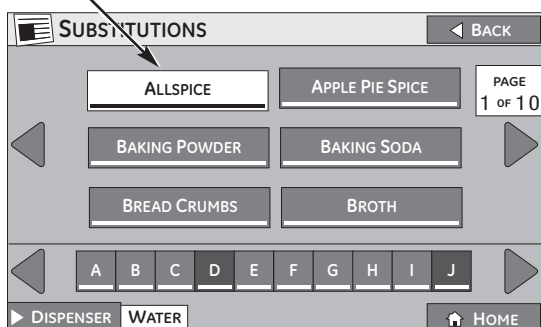 SUBSTITUTIONS BACK
ALLSPICE APPLE PIE SPICE PAGE
1 OF 10
BAKING POWDER BAKING SODA
BREAD CRUMBS BROTH
A B C D E F G H I J
DISPENSER WATER HOME